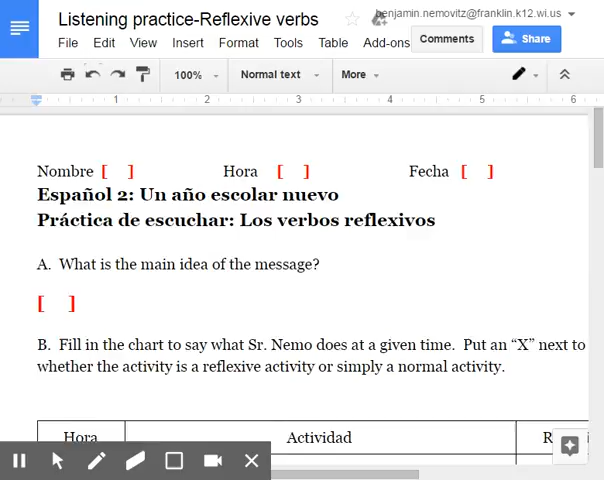 Listening practice-Reflexive verbs
benjamin.nemovitz@franklin.k12.wi.us
File Edit View Insert Format Tools Table Add-ons
Comments
Share
100% Normal text More
1 2 3 4 5 6
Nombre [ ] Hora [ ] Fecha [ ]
Español 2: Un año escolar nuevo
Práctica de escuchar: Los verbos reflexivos
A. What is the main idea of the message?
[ ]
B. Fill in the chart to say what Sr. Nemo does at a given time. Put an “X” next to
whether the activity is a reflexive activity or simply a normal activity.
Hora Actividad